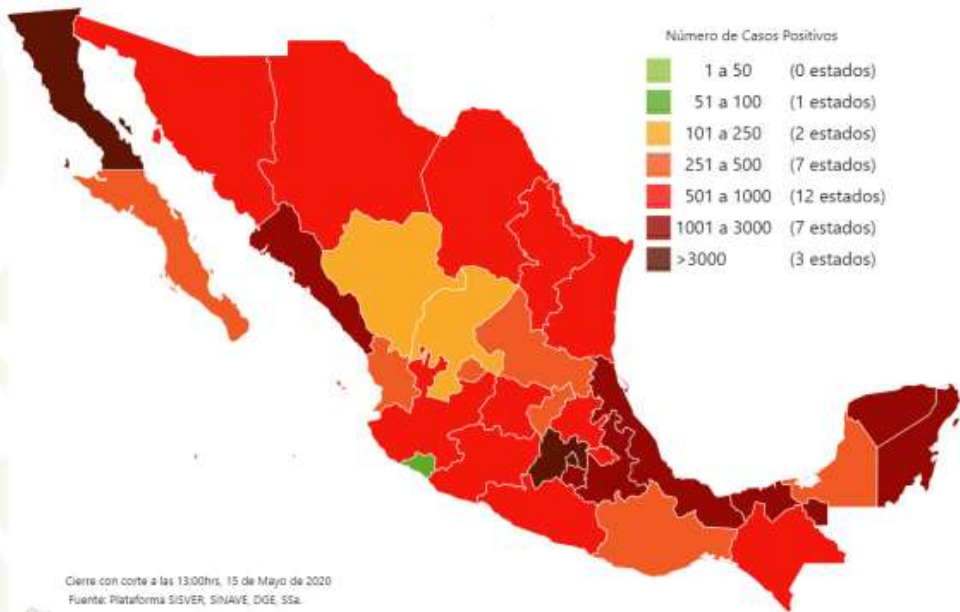 Número de Casos Positivos
1 a 50 (0 estados)
51 a 100 (1 estados)
101 a 250 (2 estados)
251 a 500 (7 estados)
501 a 1000 (12 estados)
1001 a 3000 (7 estados)
>3000 (3 estados)
Cierre con corte a las 13:00hrs, 15 de Mayo de 2020
Fuente: Plataforma SISVER, SINAVE, DGE, SSa.